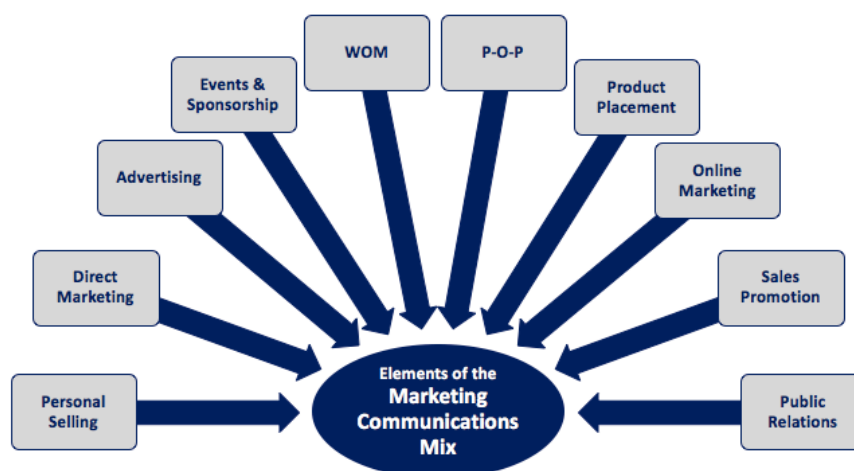 WOM
P-O-P
Events &
Sponsorship
Product
Placement
Advertising
Online
Marketing
Direct
Marketing
Sales
Promotion
Personal
Selling
Elements of the
Marketing
Communications
Mix
Public
Relations